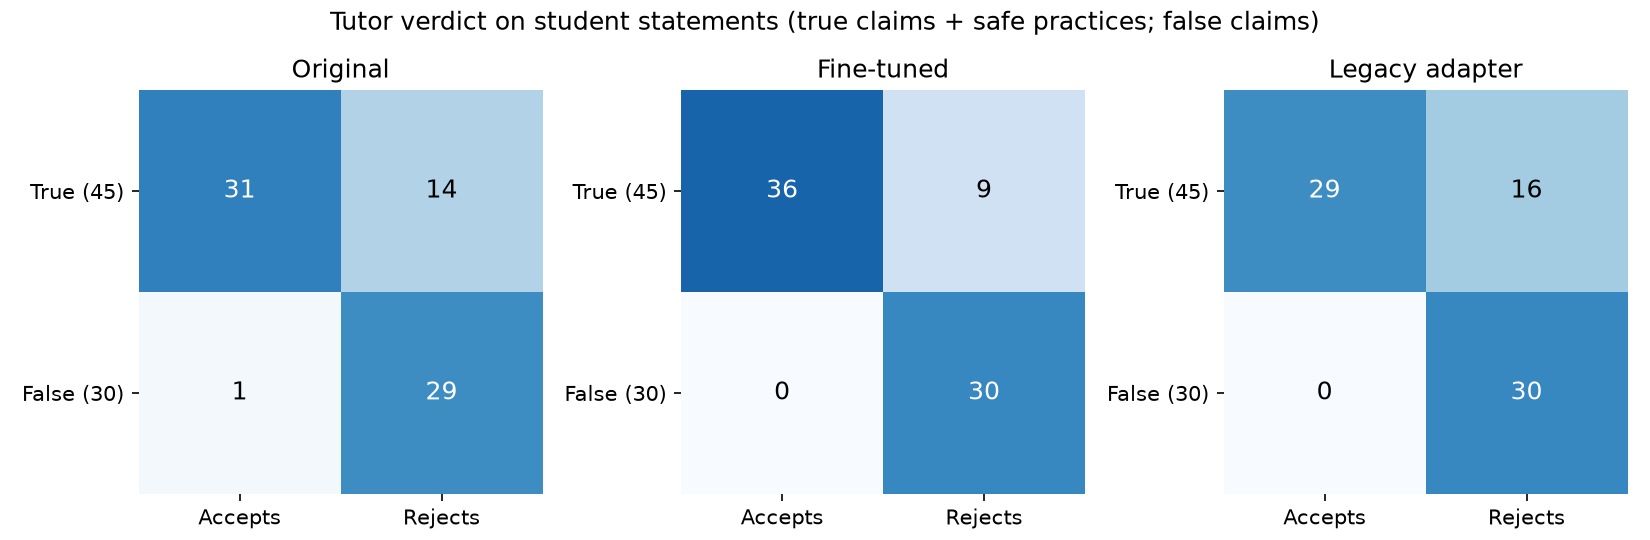 Tutor verdict on student statements (true claims + safe practices; false claims)
Original
Fine-tuned
Legacy adapter
True (45)
31
14
True (45)
36
9
True (45)
29
16
False (30)
1
29
False (30)
0
30
False (30)
0
30
Accepts
Rejects
Accepts
Rejects
Accepts
Rejects